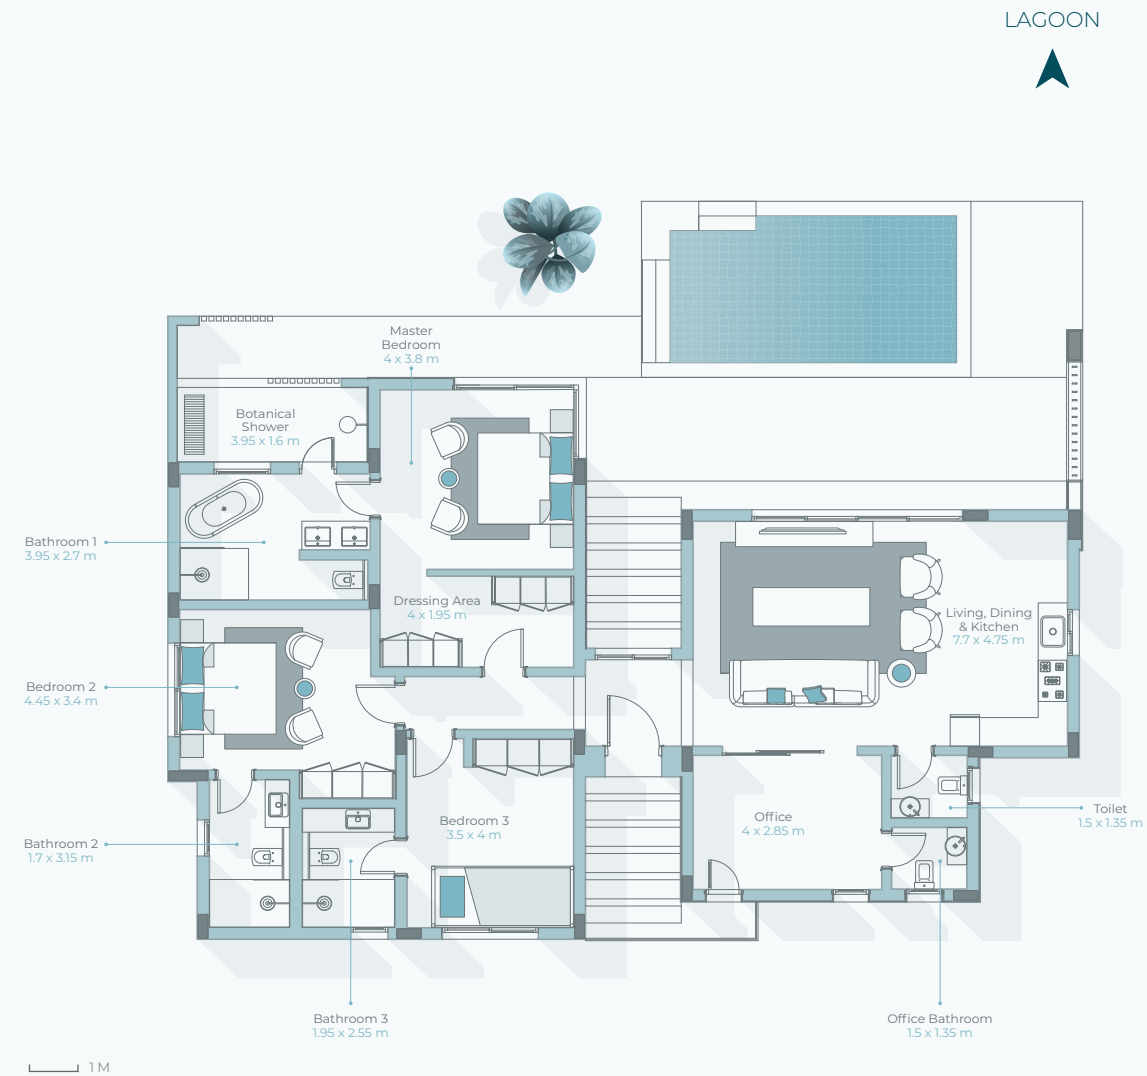 LAGOON
Master
Bedroom
4 x 3.8 m
Botanical
Shower
3.95 x 1.6 m
Bathroom 1
3.95 x 2.7 m
Dressing Area
4 x 1.95 m
Living, Dining
& Kitchen
7.7 x 4.75 m
Bedroom 2
4.45 x 3.4 m
Bedroom 3
3.5 x 4 m
Office
4 x 2.85 m
Toilet
1.5 x 1.35 m
Bathroom 2
1.7 x 3.15 m
Bathroom 3
1.95 x 2.55 m
Office Bathroom
1.5 x 1.35 m
1 M